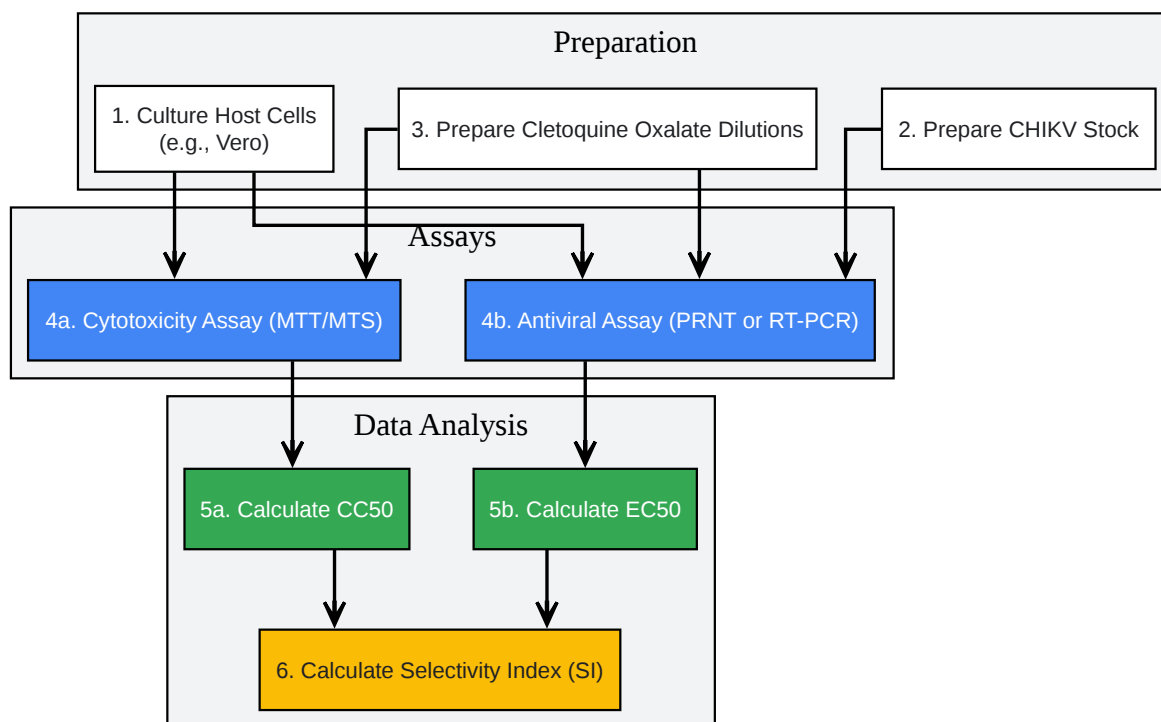 Preparation
1. Culture Host Cells
(e.g., Vero)
3. Prepare Cletoquine Oxalate Dilutions
2. Prepare CHIKV Stock
Assays
4a. Cytotoxicity Assay (MTT/MTS)
4b. Antiviral Assay (PRNT or RT-PCR)
Data Analysis
5a. Calculate CC50
5b. Calculate EC50
6. Calculate Selectivity Index (SI)